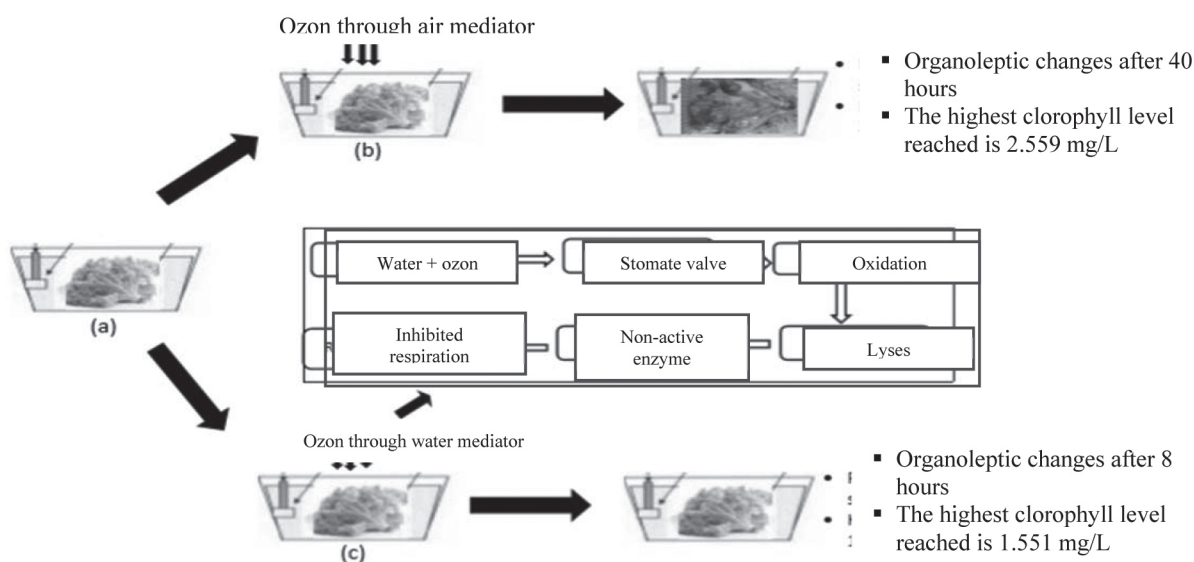 Ozon through air mediator
(b)
▪ Organoleptic changes after 40
hours
▪ The highest clorophyll level
reached is 2.559 mg/L
(a)
Water + ozon
Stomate valve
Oxidation
Inhibited
respiration
Non-active
enzyme
Lyses
Ozon through water mediator
(c)
▪ Organoleptic changes after 8
hours
▪ The highest clorophyll level
reached is 1.551 mg/L